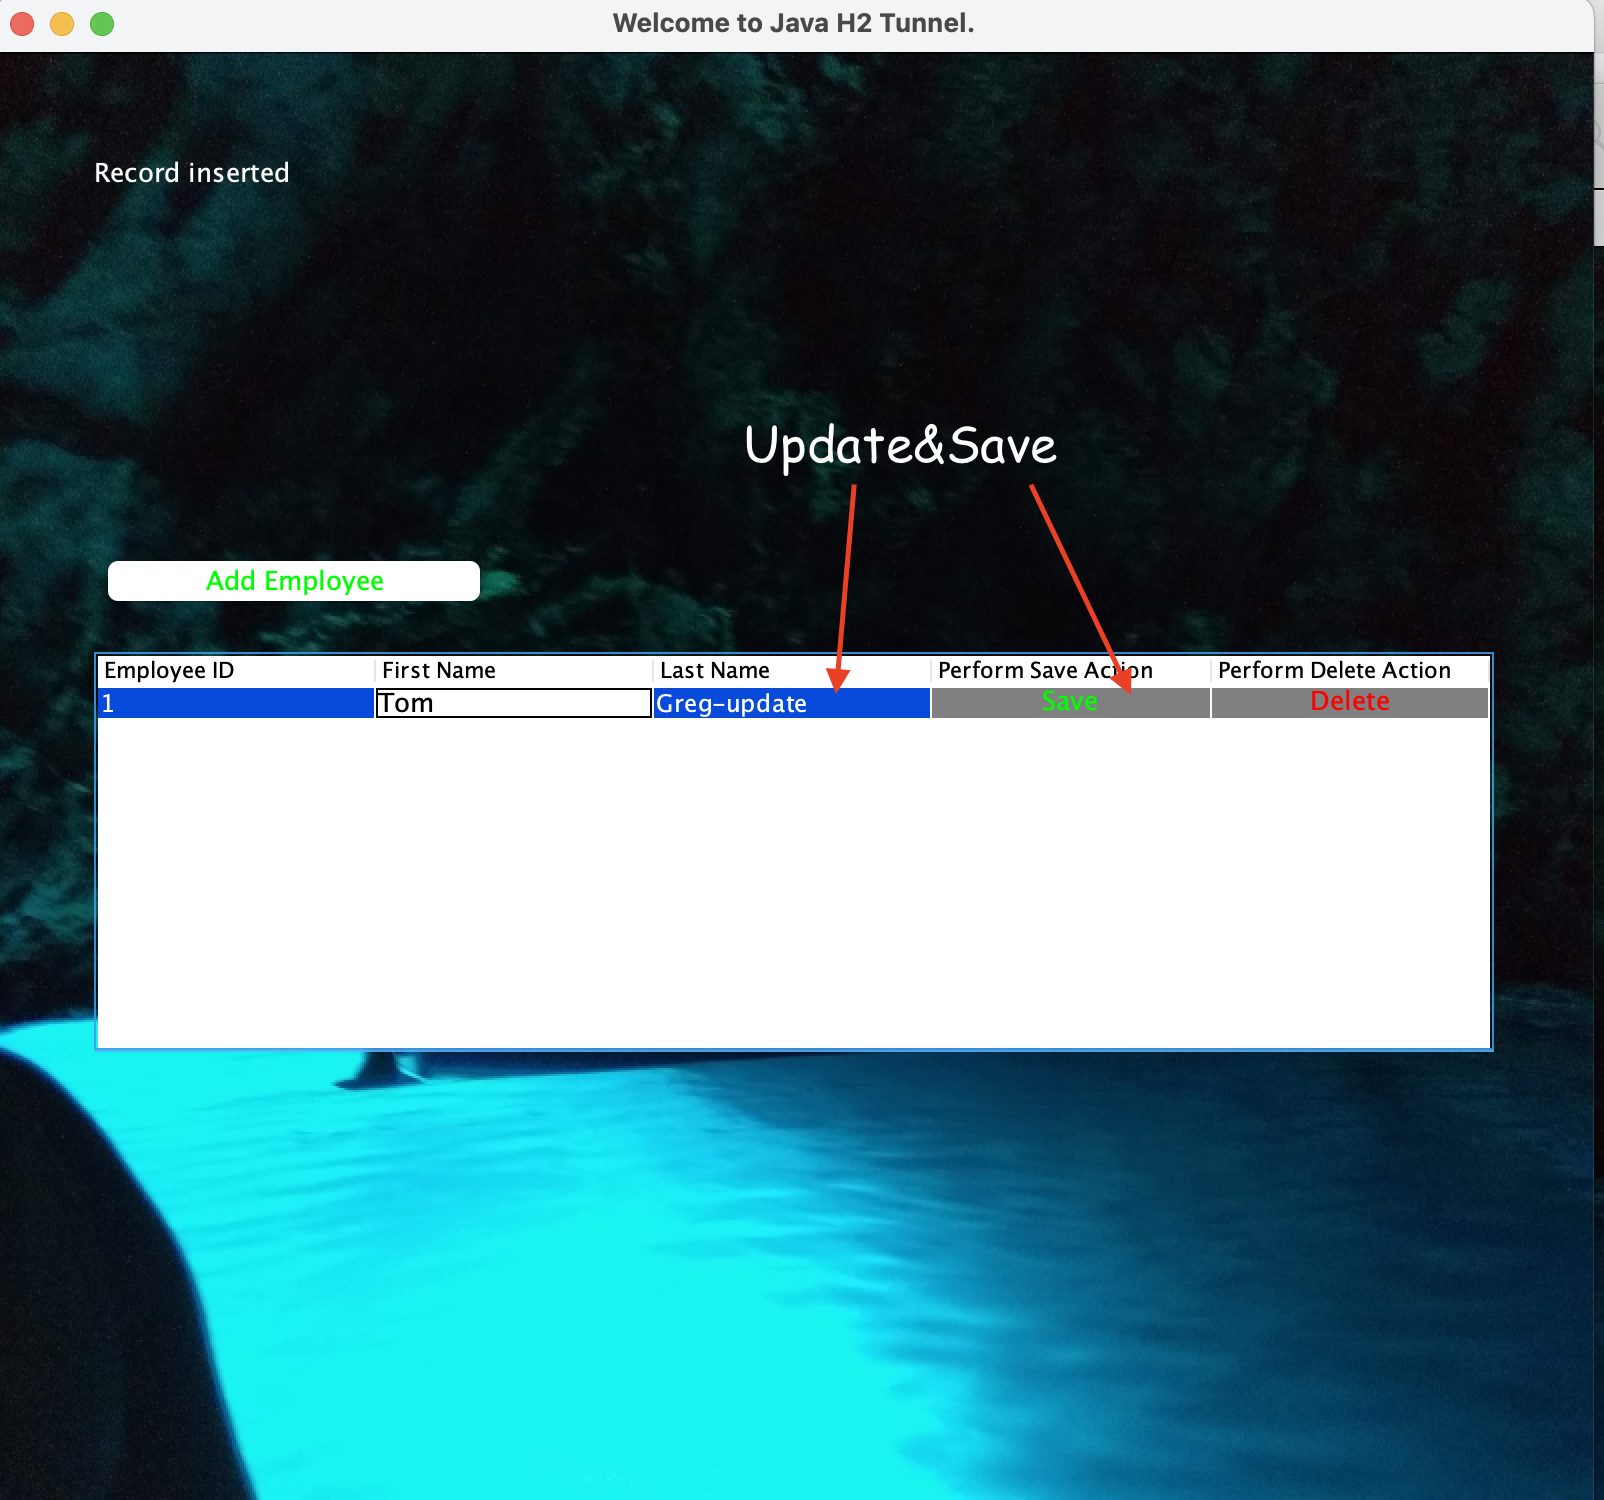 Welcome to Java H2 Tunnel.
Record inserted
Update&Save
Add Employee
Employee ID First Name Last Name Perform Save Action Perform Delete Action
1 Tom Greg-update Save Delete